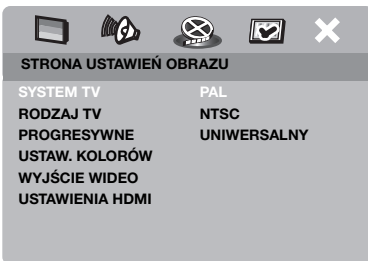 STRONA USTAWIEŃ OBRAZU
SYSTEM TV PAL
RODZAJ TV NTSC
PROGRESYWNE UNIWERSALNY
USTAW. KOLORÓW
WYJŚCIE WIDEO
USTAWIENIA HDMI